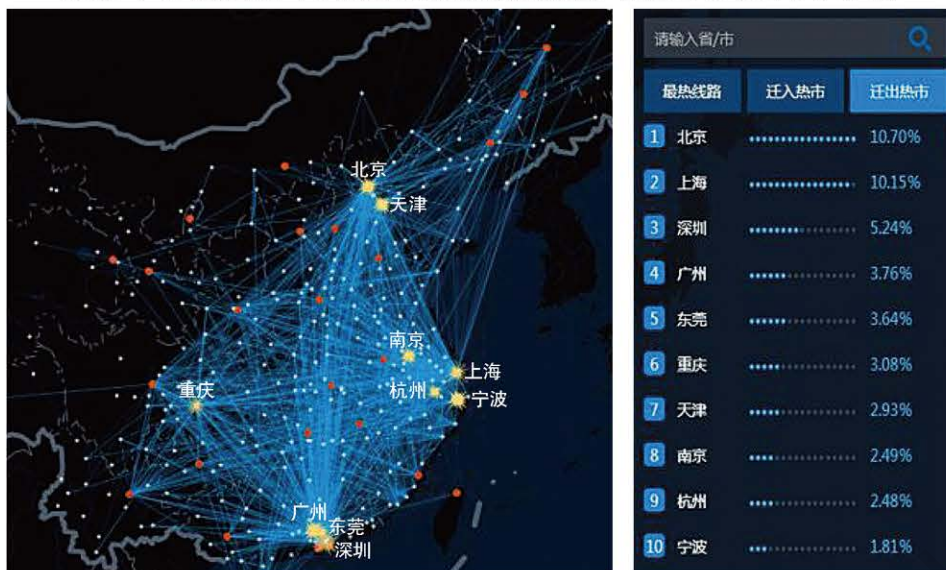 北京
天津
南京
上海
杭州
宁波
重庆
广州
东莞
深圳
请输入省/市
最热线路 迁入热市 迁出热市
1 北京 10.70%
2 上海 10.15%
3 深圳 5.24%
4 广州 3.76%
5 东莞 3.64%
6 重庆 3.08%
7 天津 2.93%
8 南京 2.49%
9 杭州 2.48%
10 宁波 1.81%